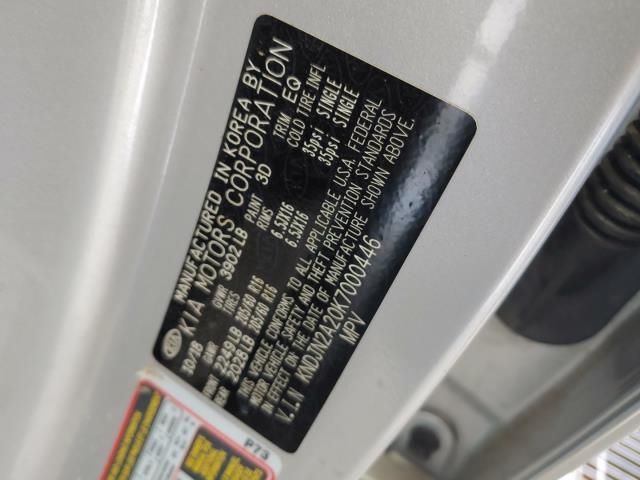 MANUFACTURED IN KOREA BY
KIA MOTORS CORPORATION
10/18 GVWR 3902LB PAINT 3D TRIM EQ
GAWR TIRES RIMS COLD TIRE INFL
FRONT 2249LB 205/60 R16 6.5JX16 35psi SINGLE
REAR 2028LB 205/60 R16 6.5JX16 35psi SINGLE
THIS VEHICLE CONFORMS TO ALL APPLICABLE U.S.A. FEDERAL
MOTOR VEHICLE SAFETY AND THEFT PREVENTION STANDARDS
IN EFFECT ON THE DATE OF MANUFACTURE SHOWN ABOVE.
V.I.N KNDJN2A20K7000446
MPV
P73